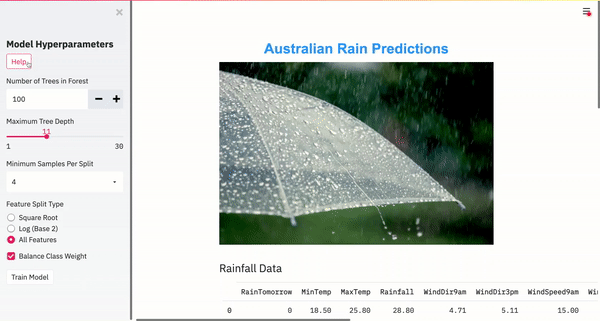 ×
Model Hyperparameters
Help
Number of Trees in Forest
100
Maximum Tree Depth
11
1 30
Minimum Samples Per Split
4
Feature Split Type
Square Root
Log (Base 2)
All Features
Balance Class Weight
Train Model
Australian Rain Predictions
Rainfall Data
RainTomorrow MinTemp MaxTemp Rainfall WindDir9am WindDir3pm WindSpeed9am
0 0 18.50 25.80 28.80 4.71 5.11 15.00